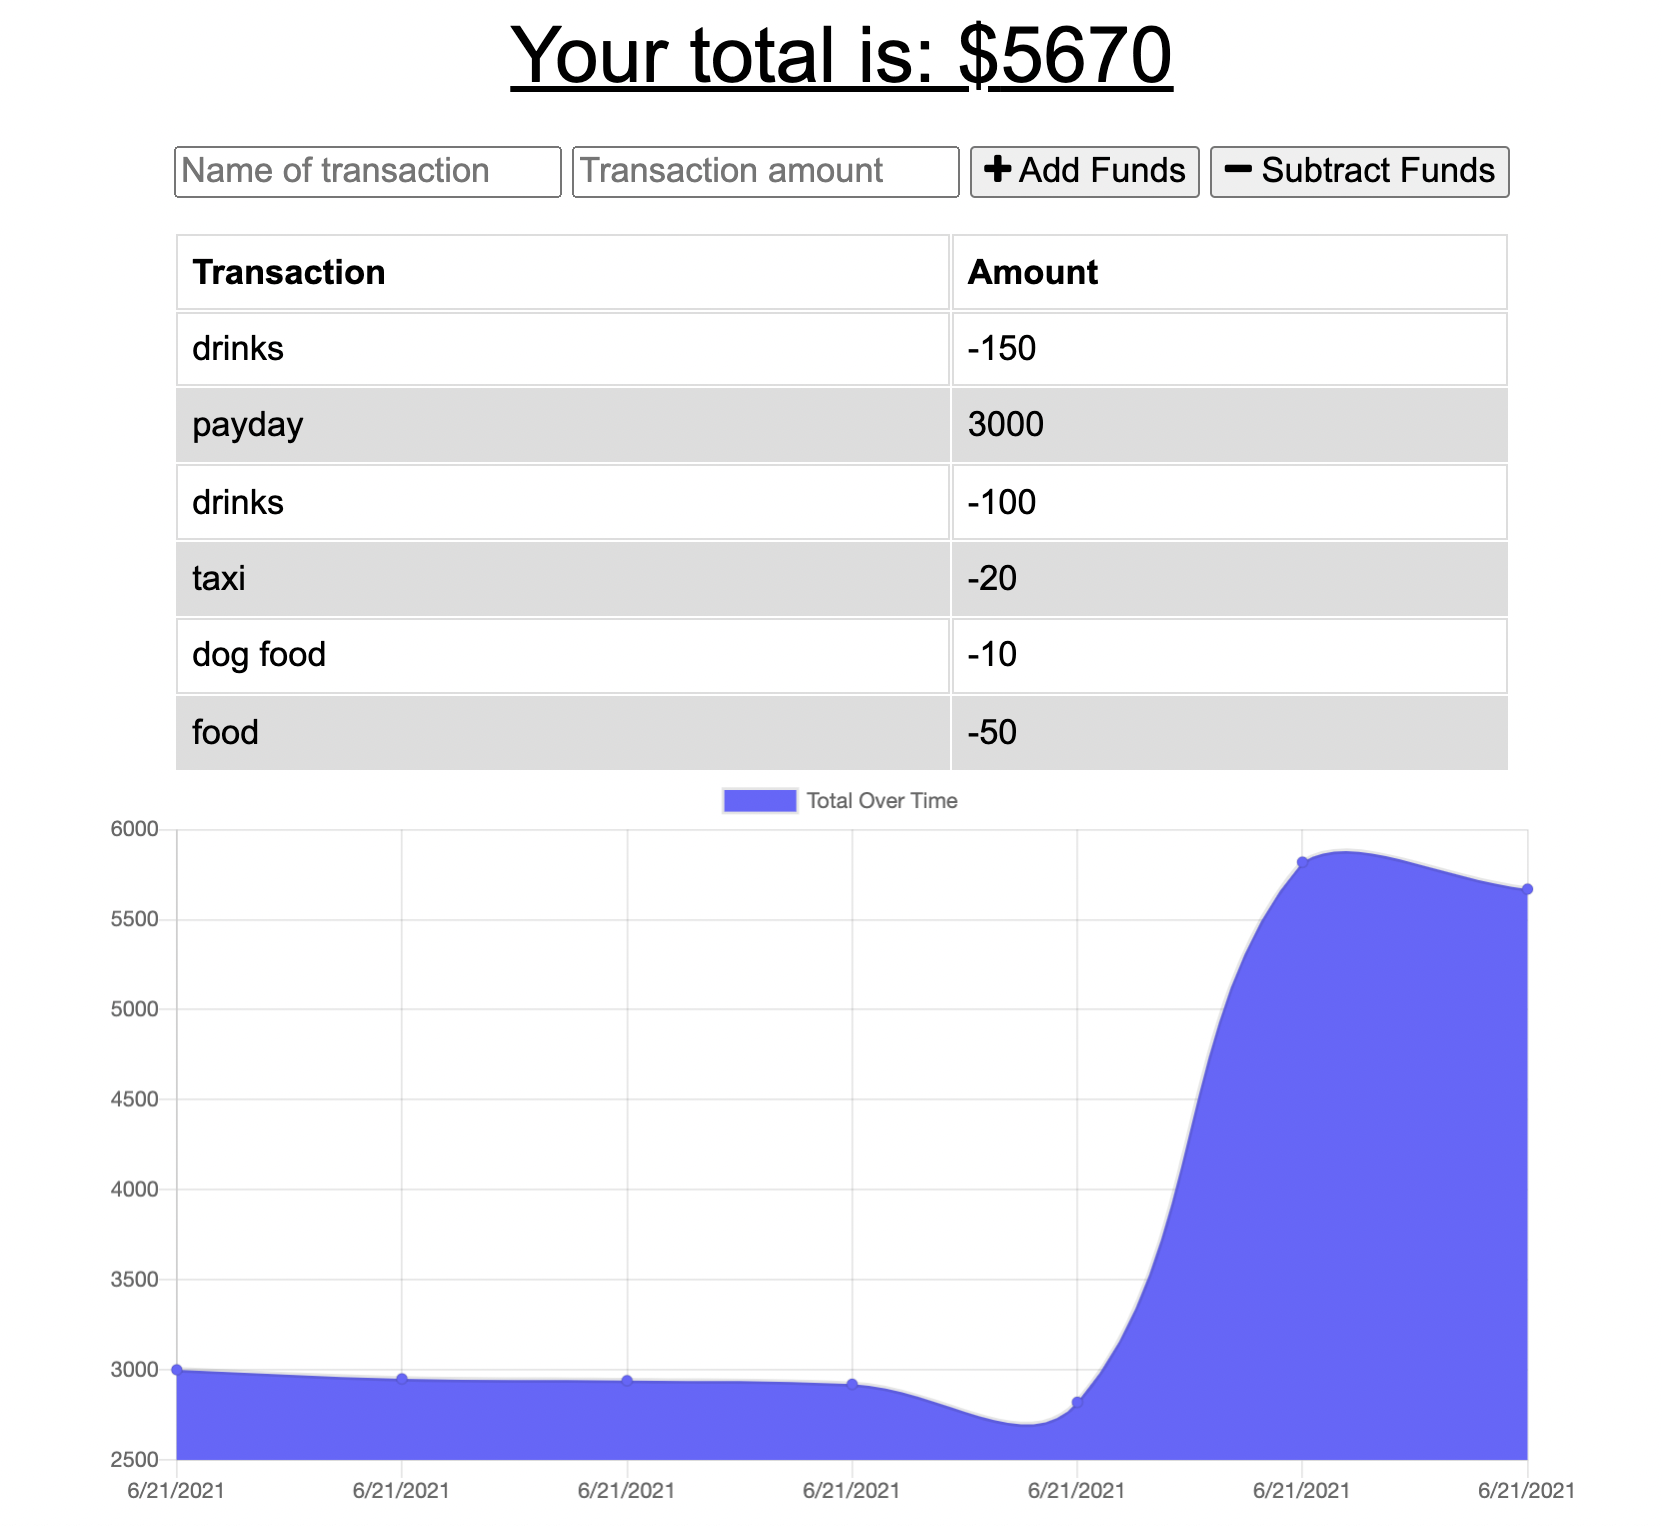 Your total is: $5670
Name of transaction Transaction amount + Add Funds − Subtract Funds
Transaction Amount
drinks -150
payday 3000
drinks -100
taxi -20
dog food -10
food -50
Total Over Time
6000
5500
5000
4500
4000
3500
3000
2500
6/21/2021 6/21/2021 6/21/2021 6/21/2021 6/21/2021 6/21/2021 6/21/2021